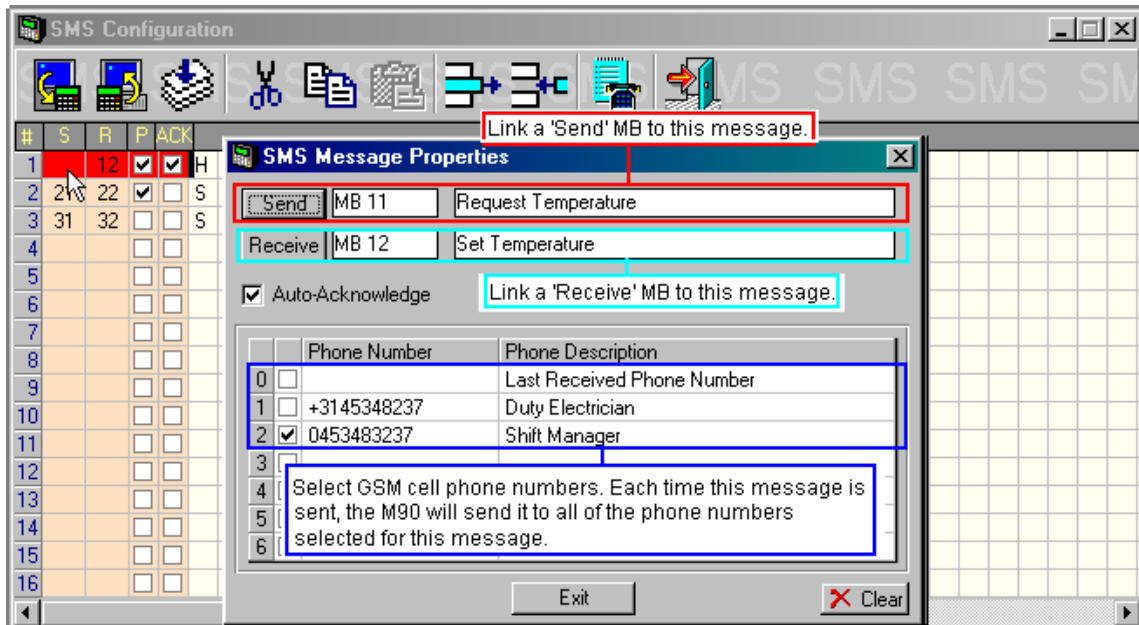 SMS Configuration
SMS SMS SM
# S R P ACK
Link a 'Send' MB to this message.
SMS Message Properties
1 12 H
2 22 S
3 31 32 S
4
5
6
7
8
9
10
11
12
13
14
15
16
Send MB 11 Request Temperature
Receive MB 12 Set Temperature
Auto-Acknowledge
Link a 'Receive' MB to this message.
Phone Number Phone Description
0 Last Received Phone Number
1 +3145348237 Duty Electrician
2 0453483237 Shift Manager
3
4
5
6
Select GSM cell phone numbers. Each time this message is
sent, the M90 will send it to all of the phone numbers
selected for this message.
Exit
Clear